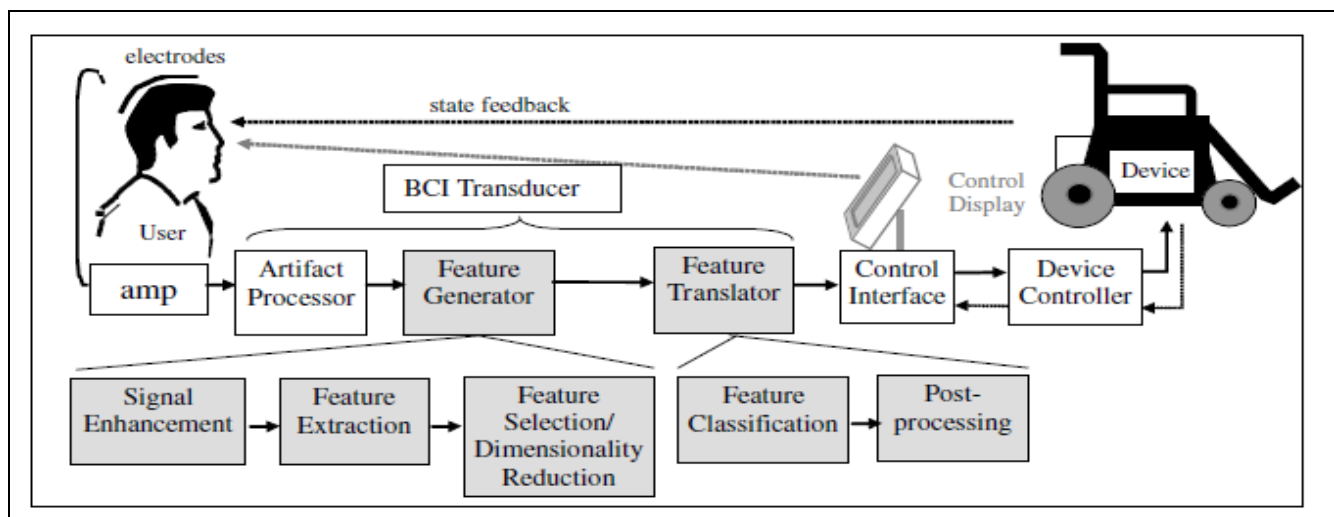 electrodes
state feedback
BCI Transducer
Control
Display
Device
User
amp
Artifact
Processor
Feature
Generator
Feature
Translator
Control
Interface
Device
Controller
Signal
Enhancement
Feature
Extraction
Feature
Selection/
Dimensionality
Reduction
Feature
Classification
Post-
processing